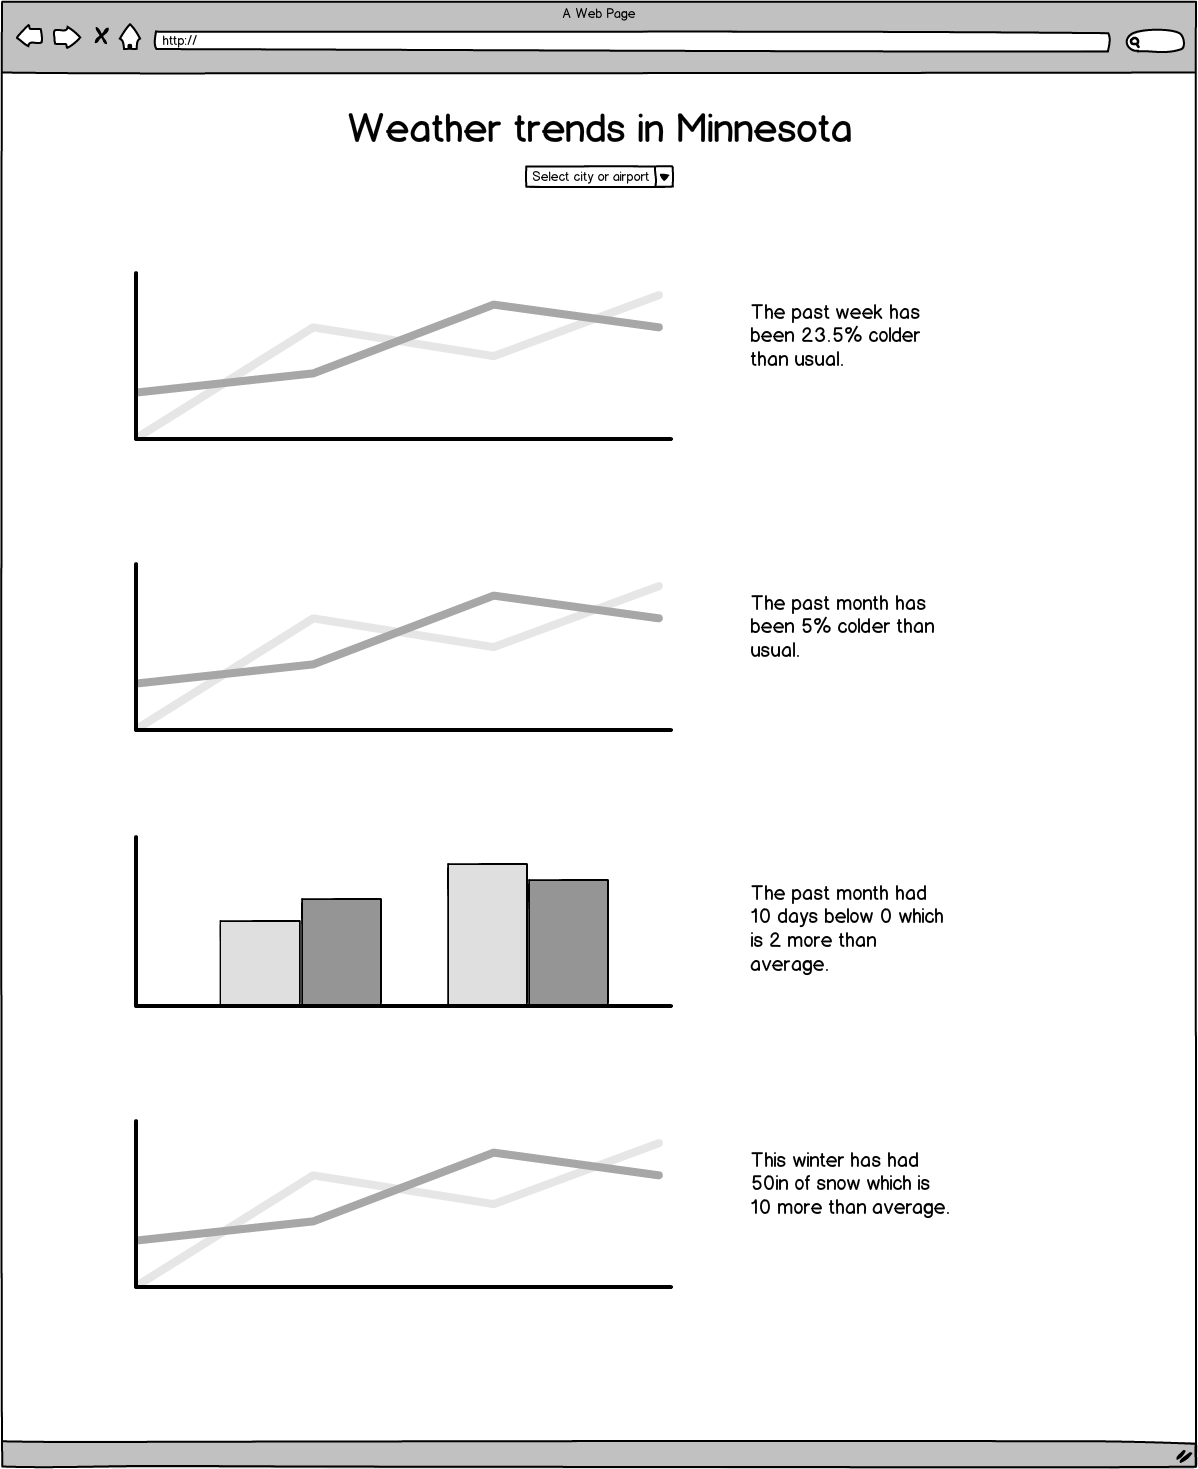 A Web Page
http://
Weather trends in Minnesota
Select city or airport
The past week has
been 23.5% colder
than usual.
The past month has
been 5% colder than
usual.
The past month had
10 days below 0 which
is 2 more than
average.
This winter has had
50in of snow which is
10 more than average.